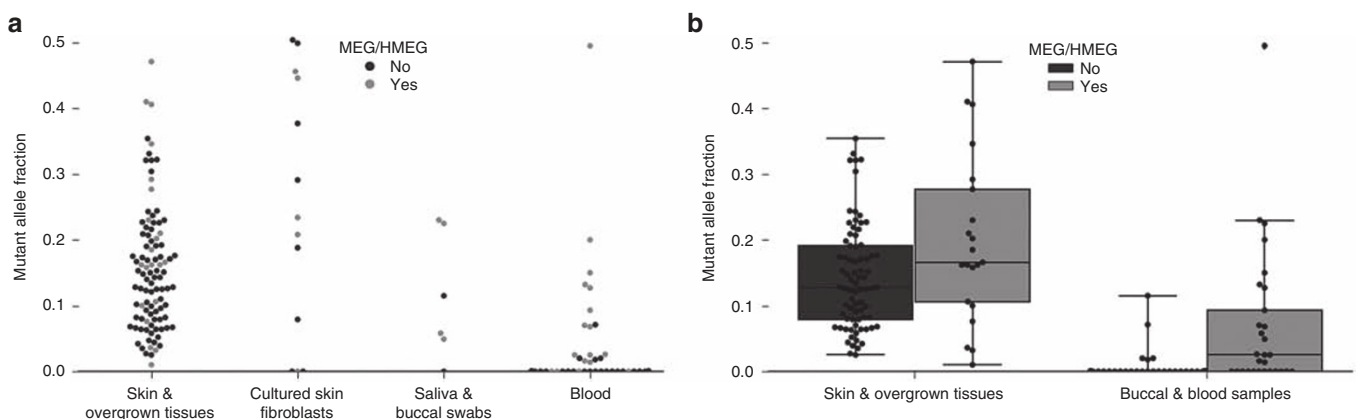 a
MEG/HMEG
No
Yes
Mutant allele fraction
0.5
0.4
0.3
0.2
0.1
0.0
Skin &
overgrown tissues
Cultured skin
fibroblasts
Saliva &
buccal swabs
Blood
b
MEG/HMEG
No
Yes
Mutant allele fraction
0.5
0.4
0.3
0.2
0.1
0.0
Skin & overgrown tissues
Buccal & blood samples